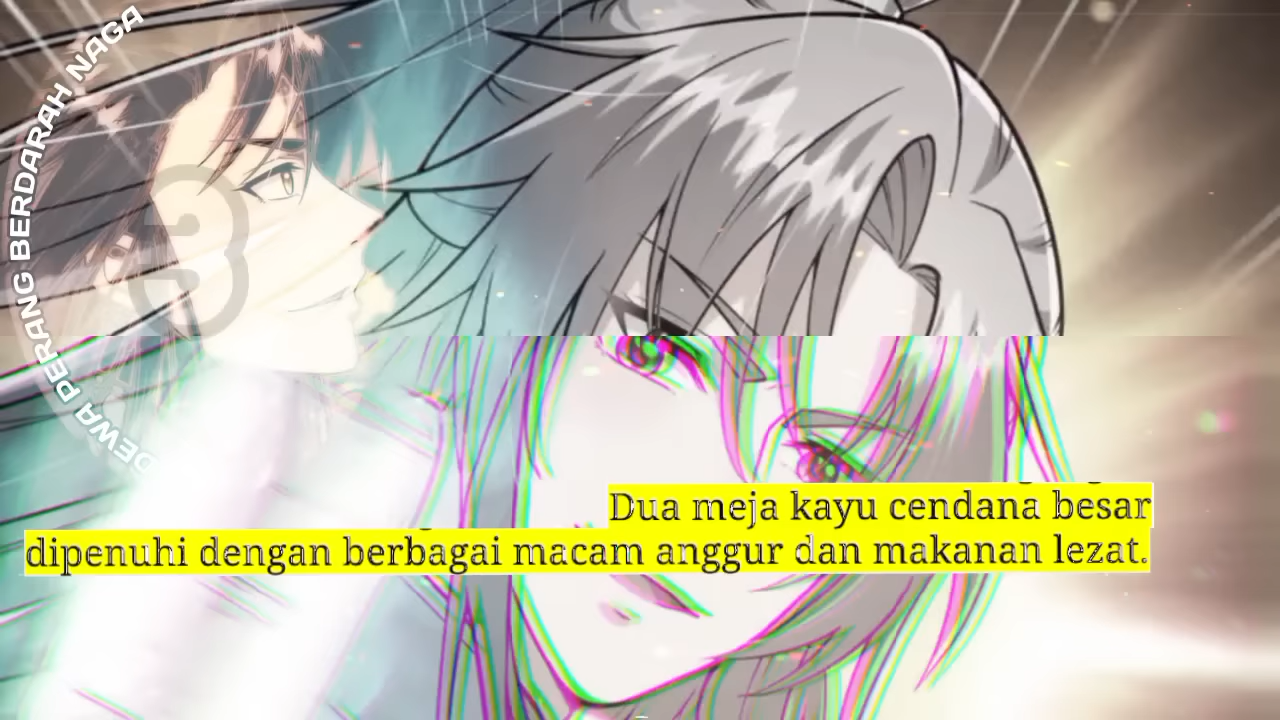 DEWA PERANG BERDARAH NAGA
Dua meja kayu cendana besar
dipenuhi dengan berbagai macam anggur dan makanan lezat.